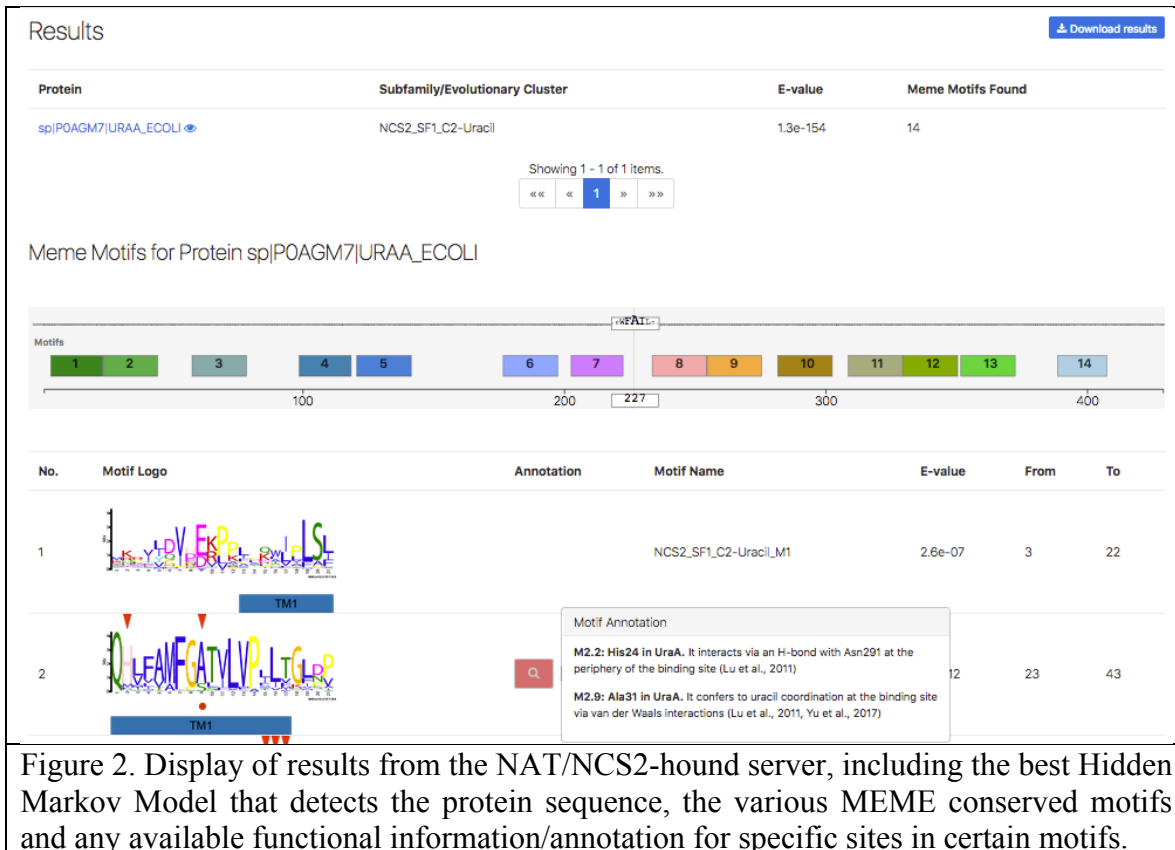 Results
Download results
Protein Subfamily/Evolutionary Cluster E-value Meme Motifs Found
sp|P0AGM7|URAA_ECOLI NCS2_SF1_C2-Uracil 1.3e-154 14
Showing 1 - 1 of 1 items.
«« « 1 » »»
Meme Motifs for Protein sp|P0AGM7|URAA_ECOLI
WFAIL
Motifs
1 2 3 4 5 6 7 8 9 10 11 12 13 14
100 200 227 300 400
No. Motif Logo Annotation Motif Name E-value From To
1 NCS2_SF1_C2-Uracil_M1 2.6e-07 3 22
TM1
Motif Annotation
M2.2: His24 in UraA. It interacts via an H-bond with Asn291 at the
periphery of the binding site (Lu et al., 2011)
2 12 23 43
M2.9: Ala31 in UraA. It confers to uracil coordination at the binding site
via van der Waals interactions (Lu et al., 2011, Yu et al., 2017)
TM1
Figure 2. Display of results from the NAT/NCS2-hound server, including the best Hidden
Markov Model that detects the protein sequence, the various MEME conserved motifs
and any available functional information/annotation for specific sites in certain motifs.